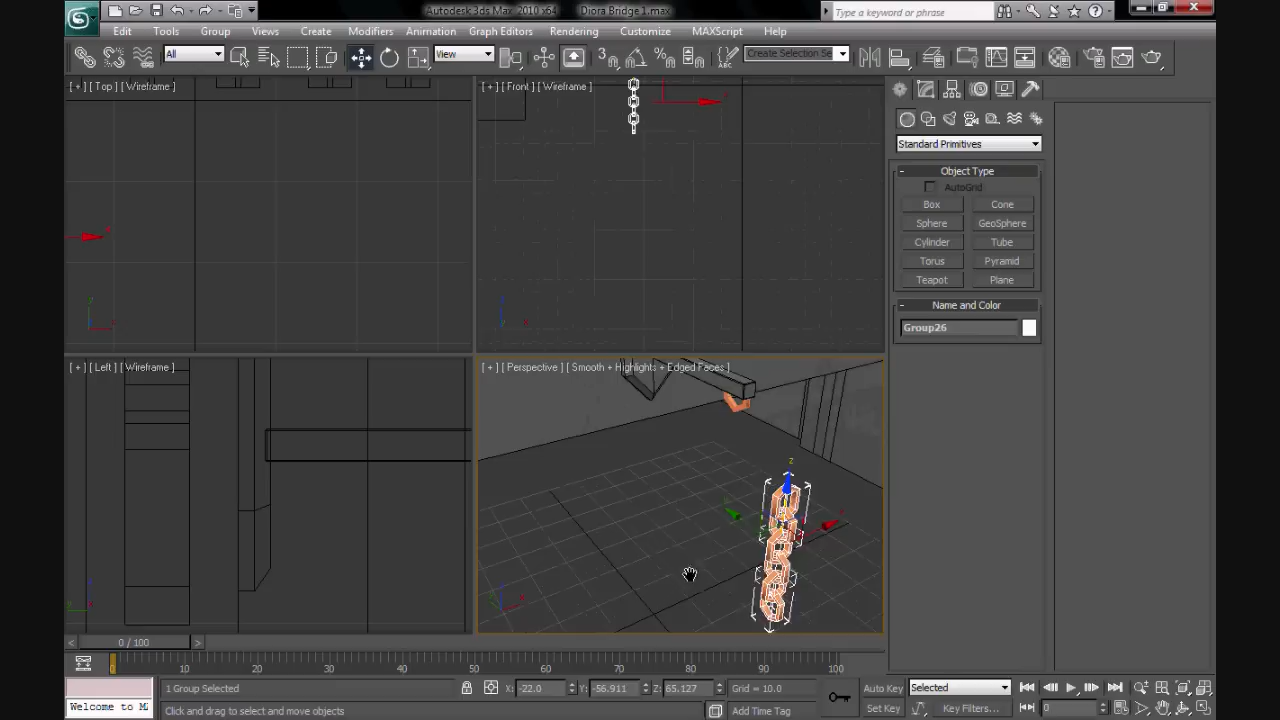 Autodesk 3ds Max 2010 x64 Diora Bridge 1.max Type a keyword or phrase
Edit Tools Group Views Create Modifiers Animation Graph Editors Rendering Customize MAXScript Help
All View Create Selection Se
[ + ] [ Top ] [ Wireframe ] [ + ] [ Front ] [ Wireframe ]
Standard Primitives
- Object Type
AutoGrid
Box Cone
Sphere GeoSphere
Cylinder Tube
Torus Pyramid
Teapot Plane
- Name and Color
Group26
[ + ] [ Left ] [ Wireframe ] [ + ] [ Perspective ] [ Smooth + Highlights + Edged Faces ]
< 0 / 100 >
0 10 20 30 40 50 60 70 80 90 100
1 Group Selected X: -22.0 Y: -56.911 Z: 65.127 Grid = 10.0 Auto Key Selected
Welcome to MA Click and drag to select and move objects Add Time Tag Set Key Key Filters... 0